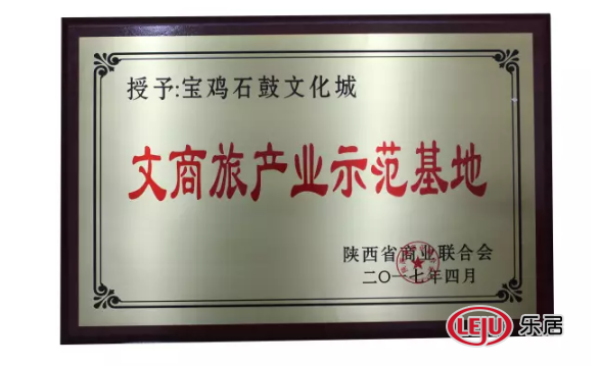 授予:宝鸡石鼓文化城
文商旅产业示范基地
陕西省商业联合会
二〇一七年四月
LEJU 乐居